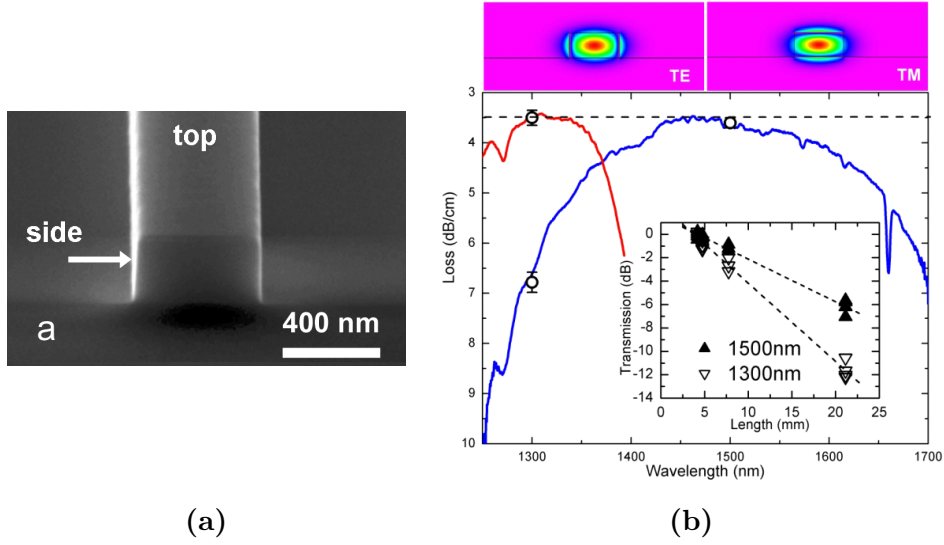 top
side
a
400 nm
(a)
TE
TM
3
4
5
6
7
8
9
10
Loss (dB/cm)
1300
1400
1500
1600
1700
Wavelength (nm)
0
-2
-4
-6
-8
-10
-12
-14
Transmission (dB)
1500nm
1300nm
0
5
10
15
20
25
Length (mm)
(b)